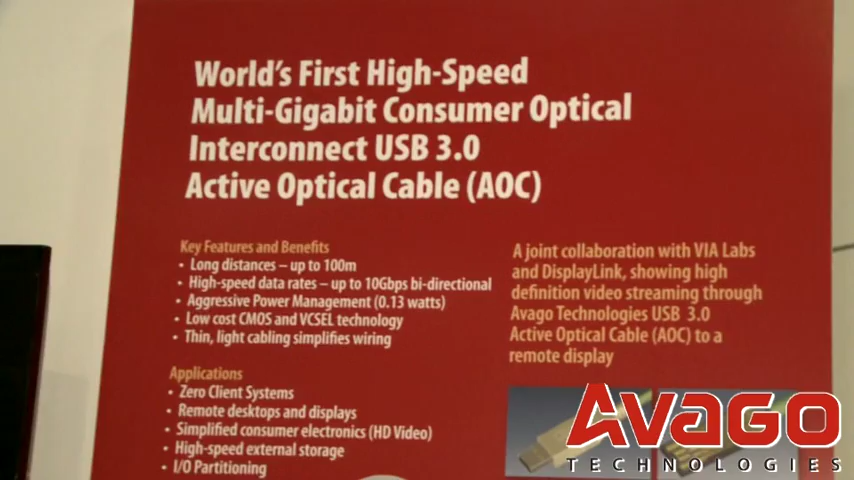 World's First High-Speed
Multi-Gigabit Consumer Optical
Interconnect USB 3.0
Active Optical Cable (AOC)
Key Features and Benefits
• Long distances – up to 100m
• High-speed data rates – up to 10Gbps bi-directional
• Aggressive Power Management (0.13 watts)
• Low cost CMOS and VCSEL technology
• Thin, light cabling simplifies wiring
Applications
• Zero Client Systems
• Remote desktops and displays
• Simplified consumer electronics (HD Video)
• High-speed external storage
• I/O Partitioning
A joint collaboration with VIA Labs
and DisplayLink, showing high
definition video streaming through
Avago Technologies USB 3.0
Active Optical Cable (AOC) to a
remote display
AVAGO
TECHNOLOGIES